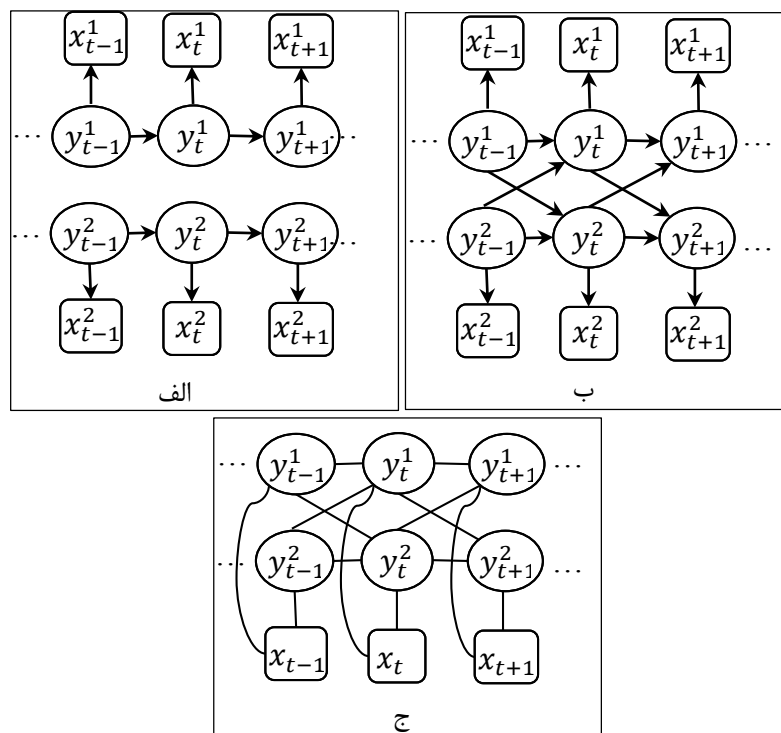 x_{t-1}^1 x_t^1 x_{t+1}^1
… y_{t-1}^1 y_t^1 y_{t+1}^1 …
… y_{t-1}^2 y_t^2 y_{t+1}^2 …
x_{t-1}^2 x_t^2 x_{t+1}^2
الف
x_{t-1}^1 x_t^1 x_{t+1}^1
… y_{t-1}^1 y_t^1 y_{t+1}^1 …
… y_{t-1}^2 y_t^2 y_{t+1}^2 …
x_{t-1}^2 x_t^2 x_{t+1}^2
ب
… y_{t-1}^1 y_t^1 y_{t+1}^1 …
… y_{t-1}^2 y_t^2 y_{t+1}^2 …
x_{t-1} x_t x_{t+1}
ج